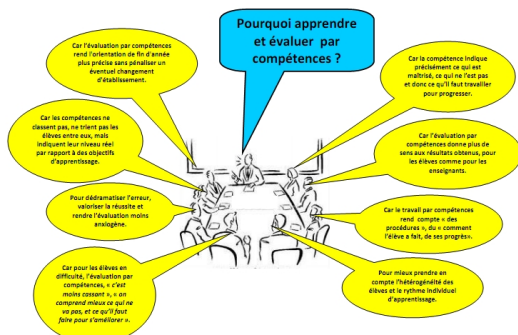 Pourquoi apprendre
et évaluer par
compétences ?
Car l'évaluation par compétences
rend l'orientation de fin d'année
plus précise sans pénaliser un
éventuel changement
d'établissement.
Car les compétences ne
classent pas, ne trient pas les
élèves entre eux, mais
indiquent leur niveau réel
par rapport à des objectifs
d'apprentissage.
Pour dédramatiser l'erreur,
valoriser la réussite et
rendre l'évaluation moins
anxiogène.
Car pour les élèves en
difficulté, l'évaluation par
compétences, « c'est
moins cassant », « on
comprend mieux ce qui ne
va pas, et ce qu'il faut
faire pour s'améliorer ».
Car la compétence indique
précisément ce qui est
maîtrisé, ce qui ne l'est pas
et donc ce qu'il faut travailler
pour progresser.
Car l'évaluation par
compétences donne plus de
sens aux résultats obtenus, pour
les élèves comme pour les
enseignants.
Car le travail par compétences
rend compte « des
procédures », du « comment
l'élève a fait, de ses progrès».
Pour mieux prendre en
compte l'hétérogénéité des
élèves et le rythme individuel
d'apprentissage.